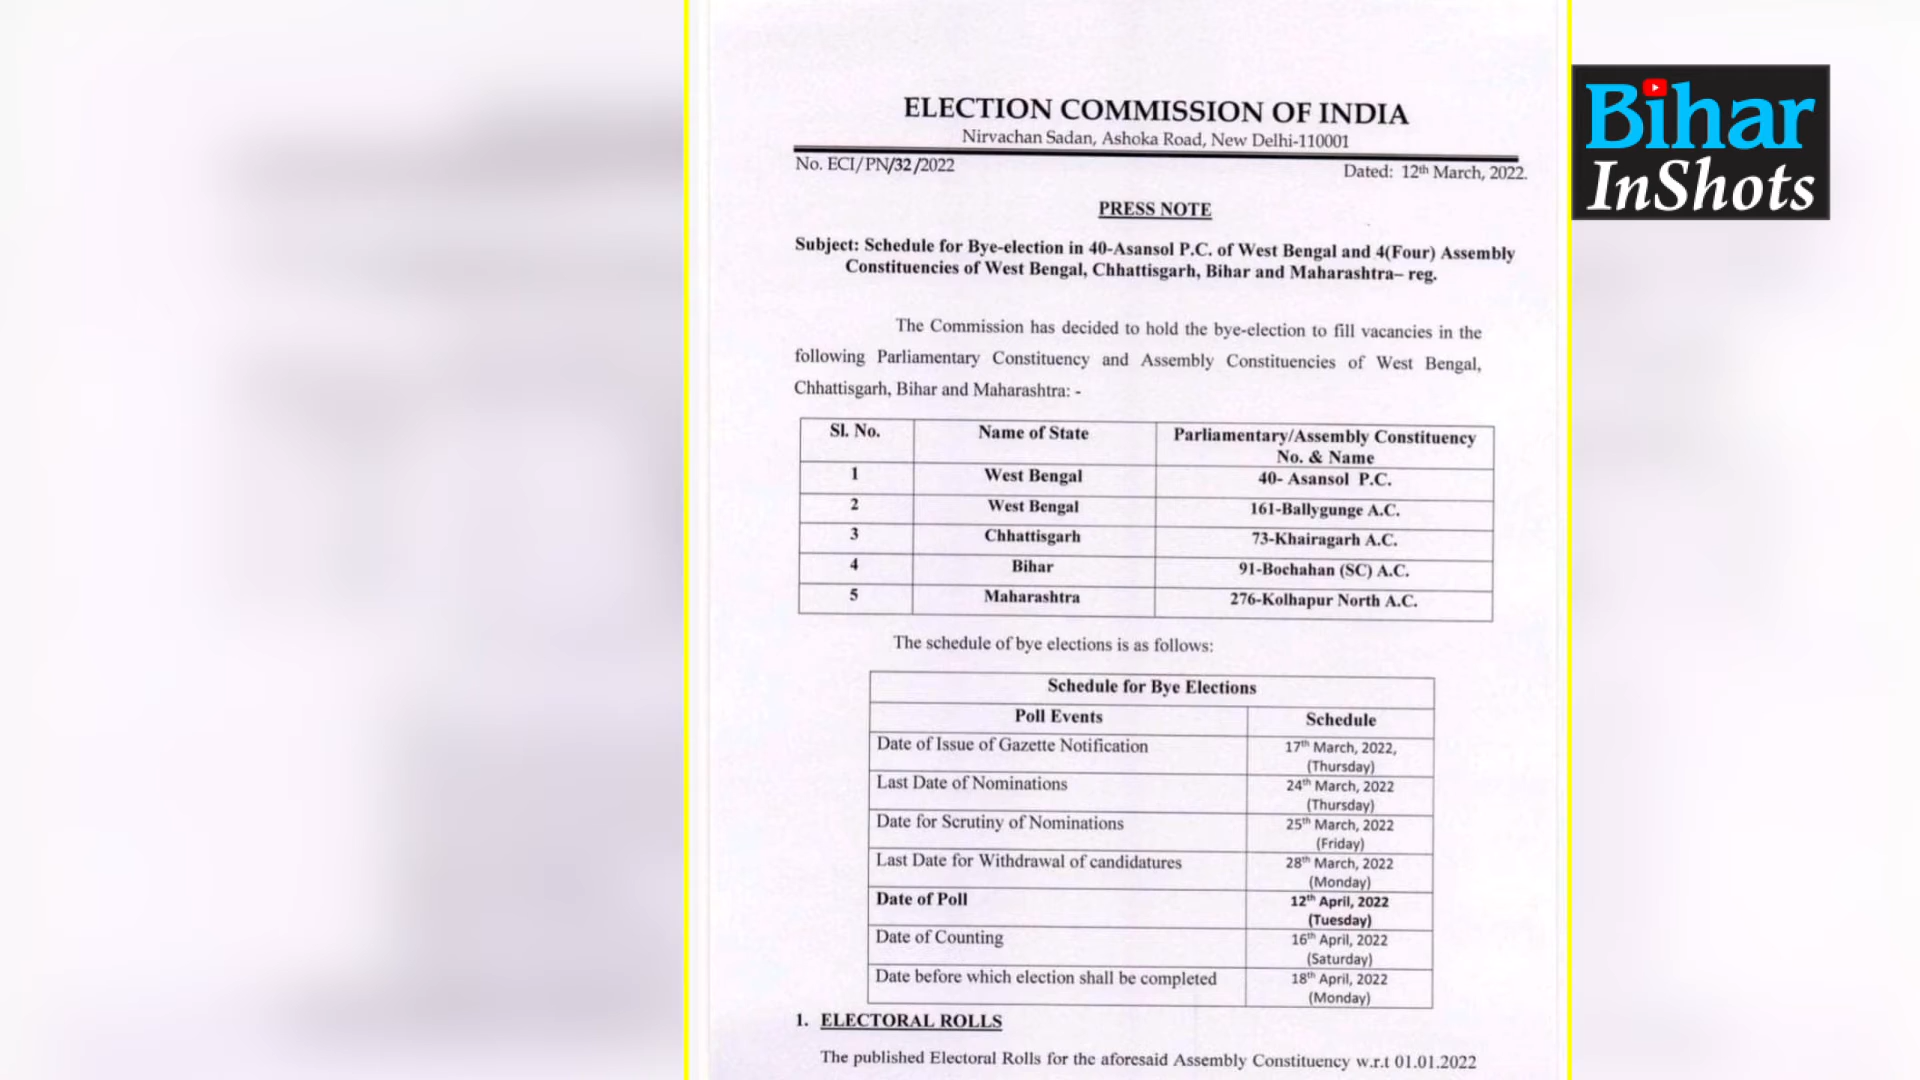 ELECTION COMMISSION OF INDIA
Nirvachan Sadan, Ashoka Road, New Delhi-110001
No. ECI/PN/32/2022
Dated: 12th March, 2022.
PRESS NOTE
Subject: Schedule for Bye-election in 40-Asansol P.C. of West Bengal and 4(Four) Assembly
Constituencies of West Bengal, Chhattisgarh, Bihar and Maharashtra– reg.
The Commission has decided to hold the bye-election to fill vacancies in the
following Parliamentary Constituency and Assembly Constituencies of West Bengal,
Chhattisgarh, Bihar and Maharashtra: -
Sl. No. Name of State Parliamentary/Assembly Constituency
No. & Name
1 West Bengal 40- Asansol P.C.
2 West Bengal 161-Ballygunge A.C.
3 Chhattisgarh 73-Khairagarh A.C.
4 Bihar 91-Bochahan (SC) A.C.
5 Maharashtra 276-Kolhapur North A.C.
The schedule of bye elections is as follows:
Schedule for Bye Elections
Poll Events Schedule
Date of Issue of Gazette Notification 17th March, 2022,
(Thursday)
Last Date of Nominations 24th March, 2022
(Thursday)
Date for Scrutiny of Nominations 25th March, 2022
(Friday)
Last Date for Withdrawal of candidatures 28th March, 2022
(Monday)
Date of Poll 12th April, 2022
(Tuesday)
Date of Counting 16th April, 2022
(Saturday)
Date before which election shall be completed 18th April, 2022
(Monday)
1. ELECTORAL ROLLS
The published Electoral Rolls for the aforesaid Assembly Constituency w.r.t 01.01.2022
Bihar
InShots